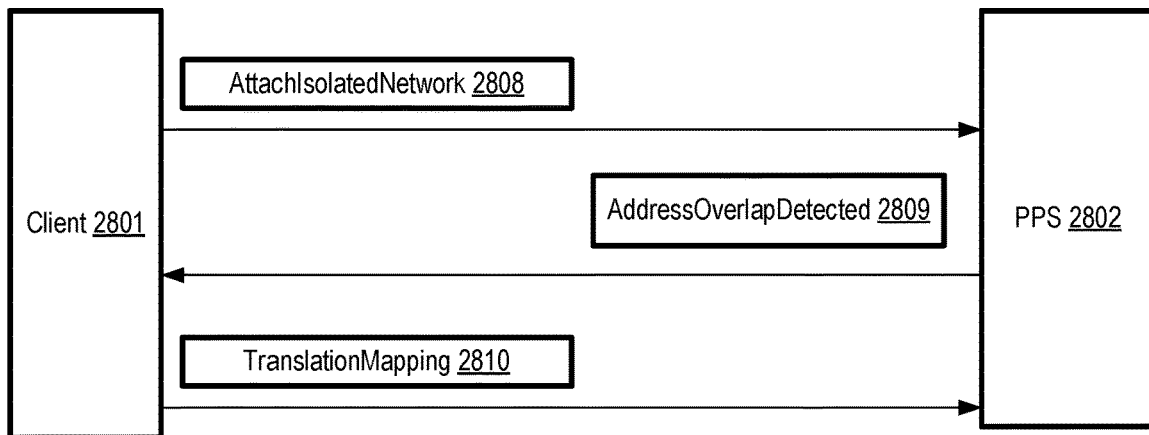 AttachIsolatedNetwork 2808
AddressOverlapDetected 2809
Client 2801
PPS 2802
TranslationMapping 2810